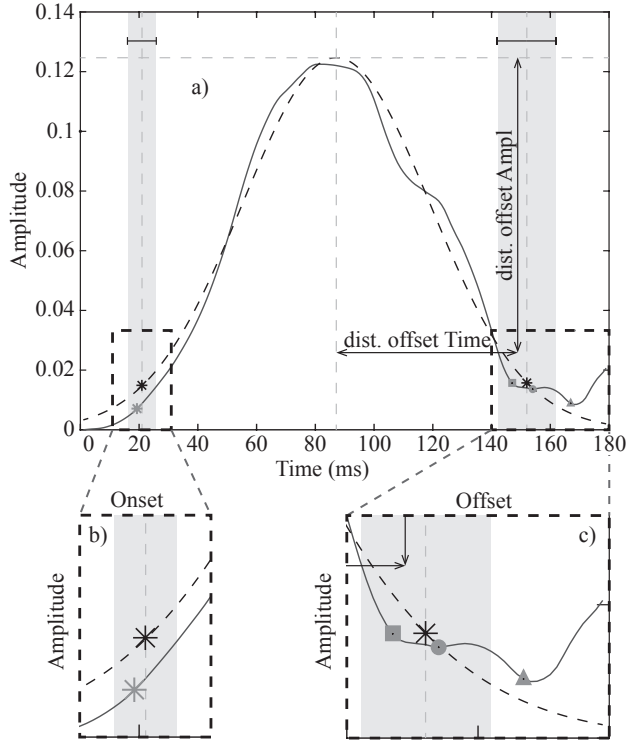 0.14
a)
0.12
0.1
0.08
0.06
0.04
0.02
0
Amplitude
dist. offset Ampl
dist. offset Time
0 20 40 60 80 100 120 140 160 180
Time (ms)
Onset
Offset
b)
c)
Amplitude
Amplitude